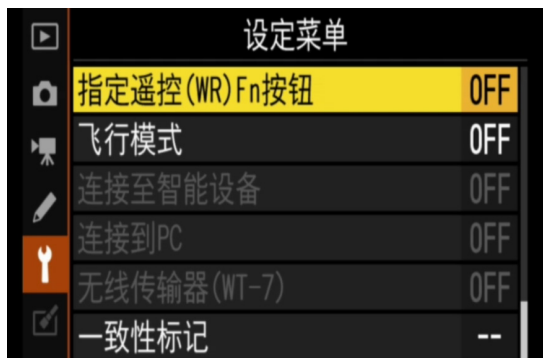 设定菜单
指定遥控(WR)Fn按钮 OFF
飞行模式 OFF
连接至智能设备 OFF
连接到PC OFF
无线传输器(WT-7) OFF
一致性标记 --